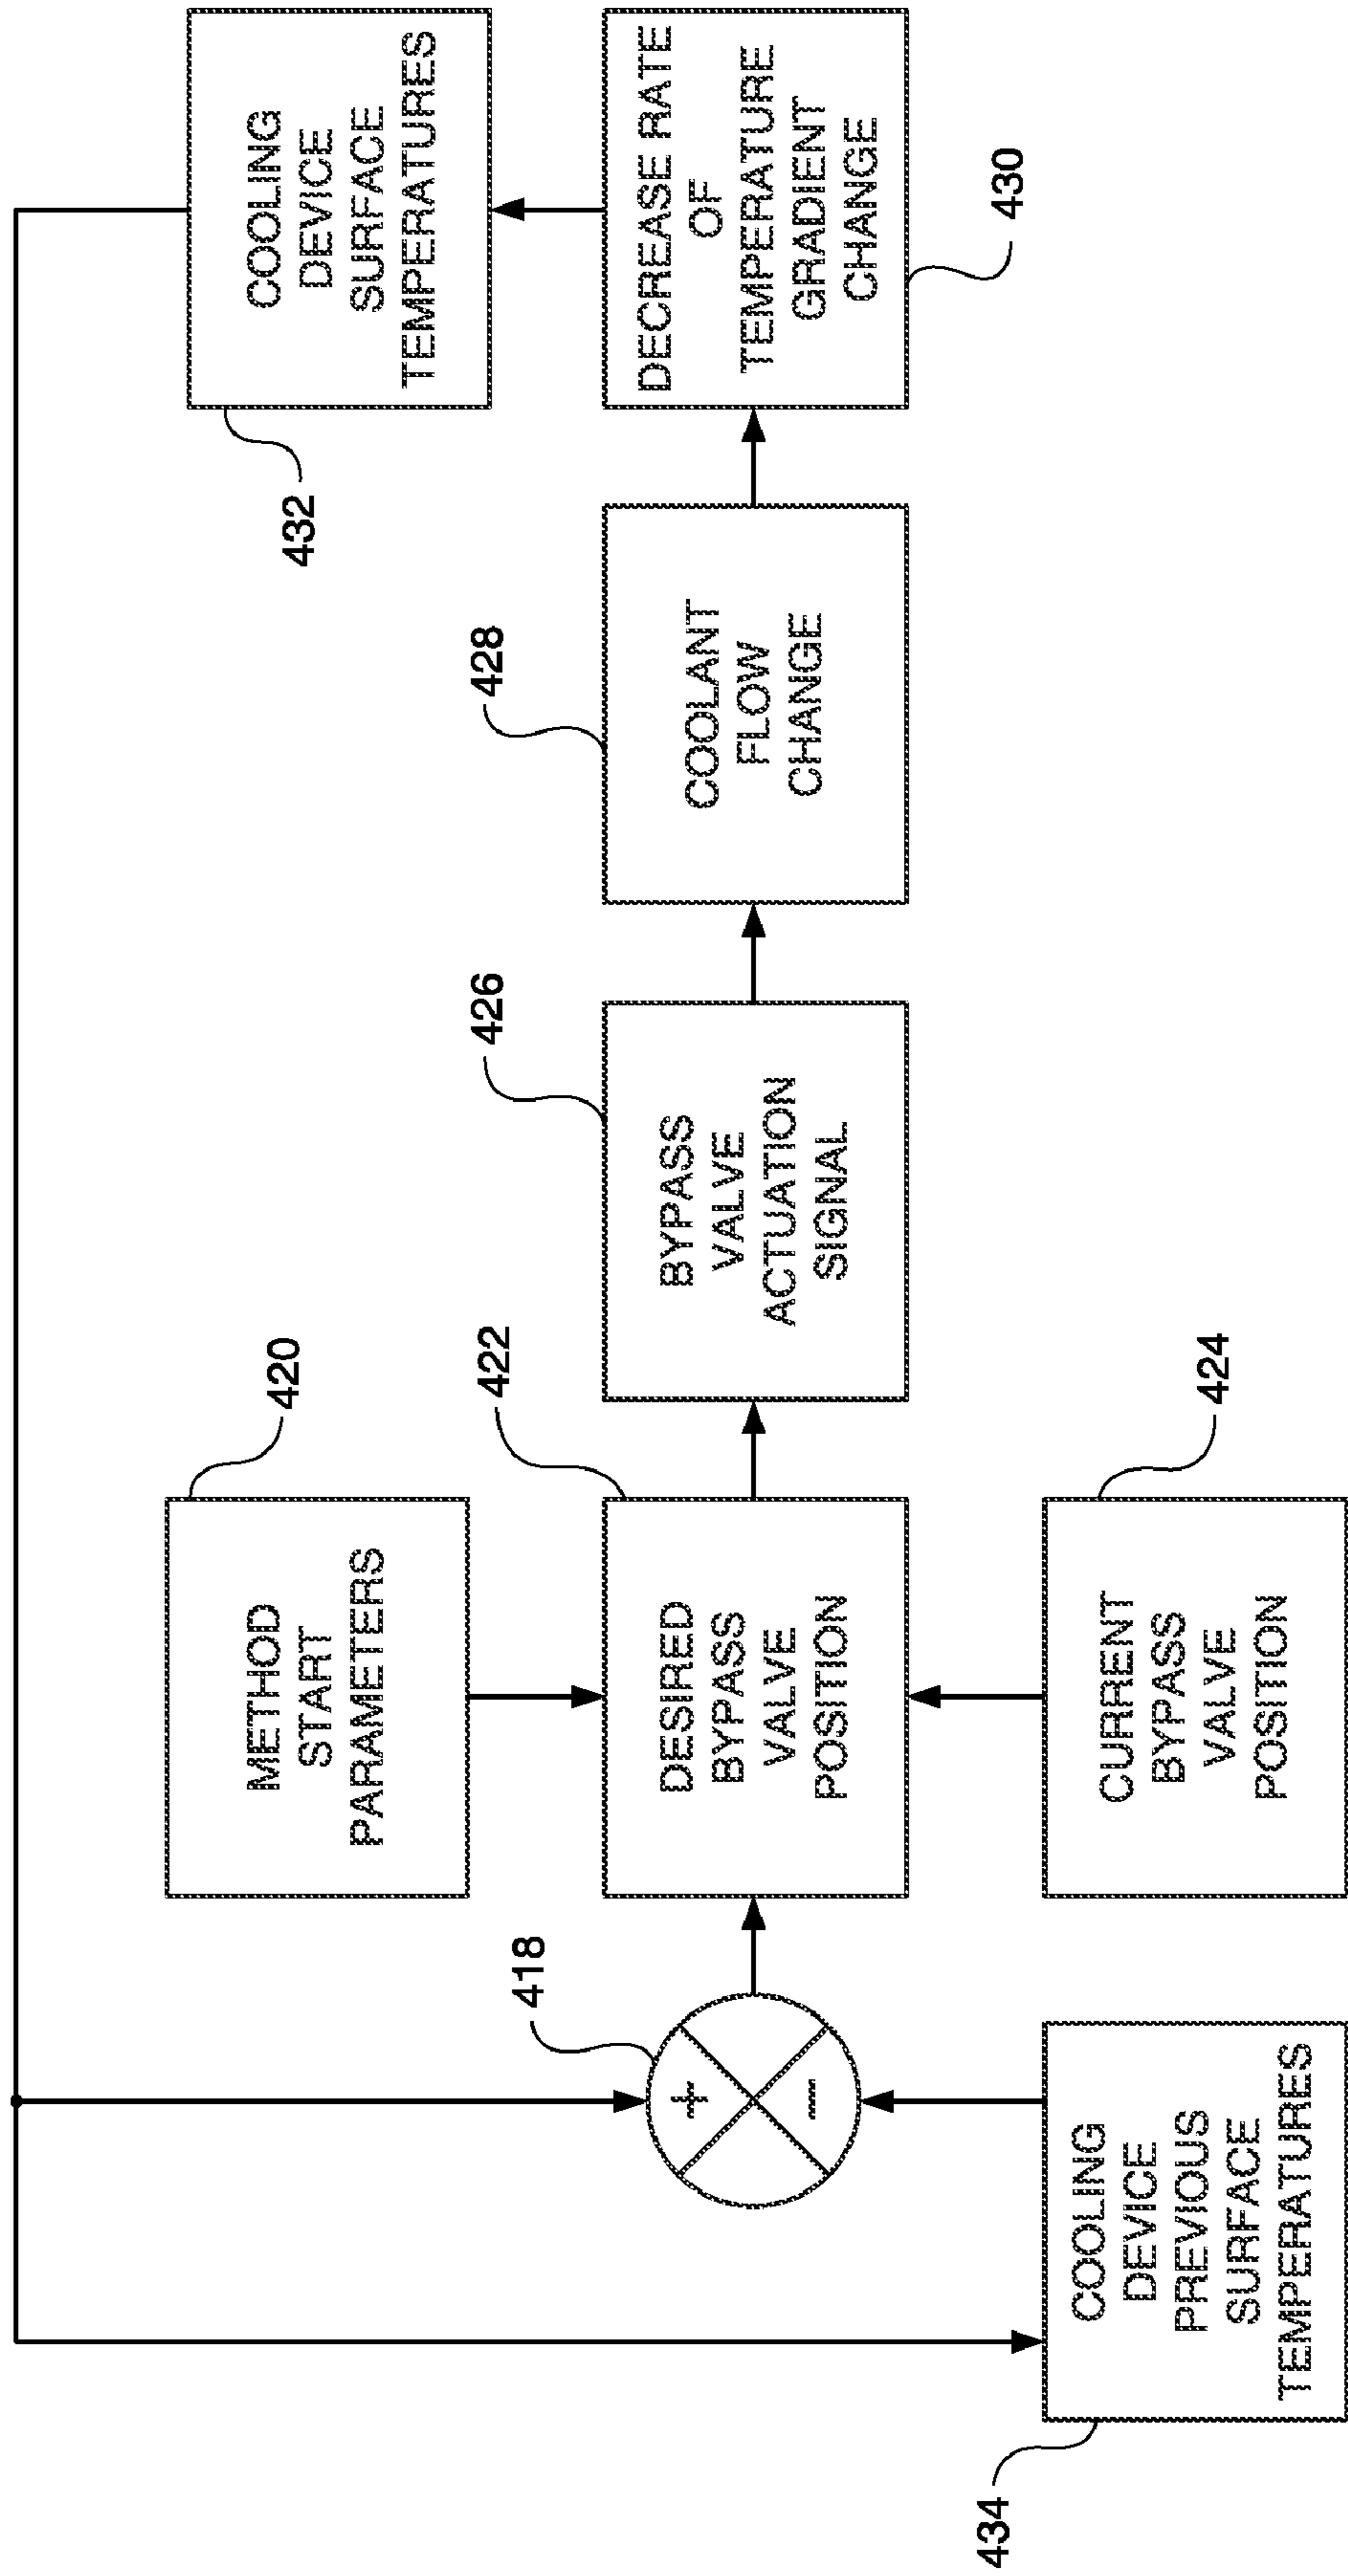 METHOD
START
PARAMETERS
420
COOLING
DEVICE
SURFACE
TEMPERATURES
432
418
+
−
DESIRED
BYPASS
VALVE
POSITION
422
BYPASS
VALVE
ACTUATION
SIGNAL
426
COOLANT
FLOW
CHANGE
428
DECREASE RATE
OF
TEMPERATURE
GRADIENT
CHANGE
430
COOLING
DEVICE
PREVIOUS
SURFACE
TEMPERATURES
434
CURRENT
BYPASS
VALVE
POSITION
424